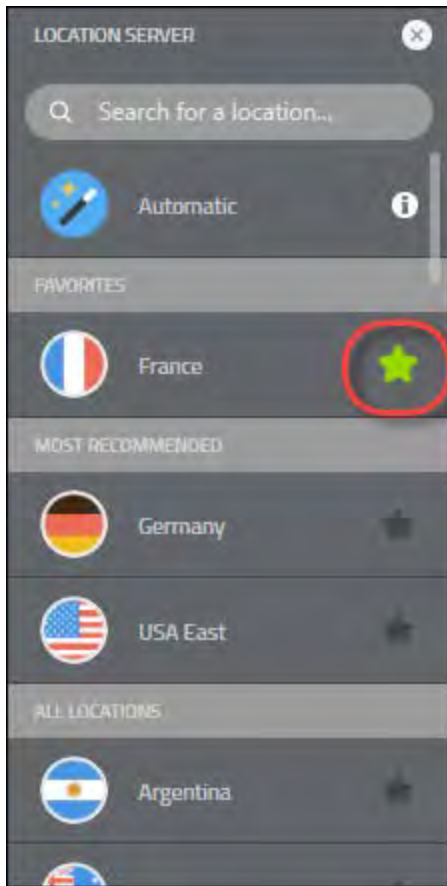 LOCATION SERVER
Search for a location...
Automatic
FAVORITES
France
MOST RECOMMENDED
Germany
USA East
ALL LOCATIONS
Argentina